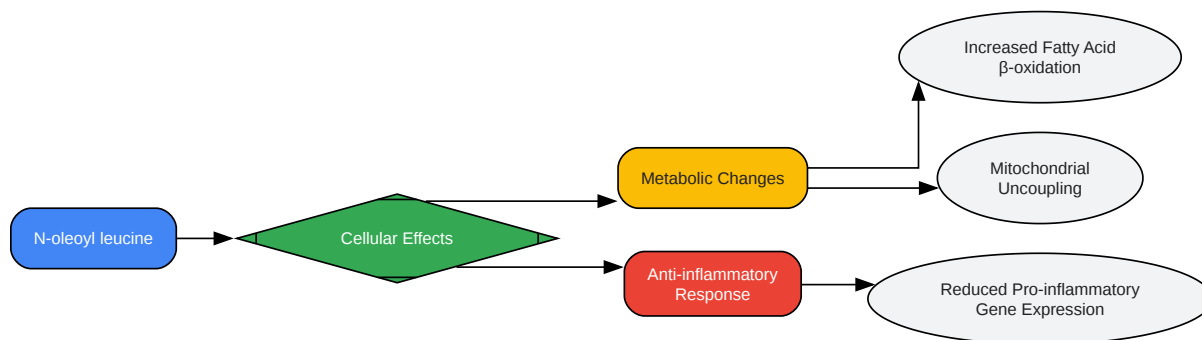 N-oleoyl leucine
Cellular Effects
Metabolic Changes
Anti-inflammatory
Response
Increased Fatty Acid
β-oxidation
Mitochondrial
Uncoupling
Reduced Pro-inflammatory
Gene Expression